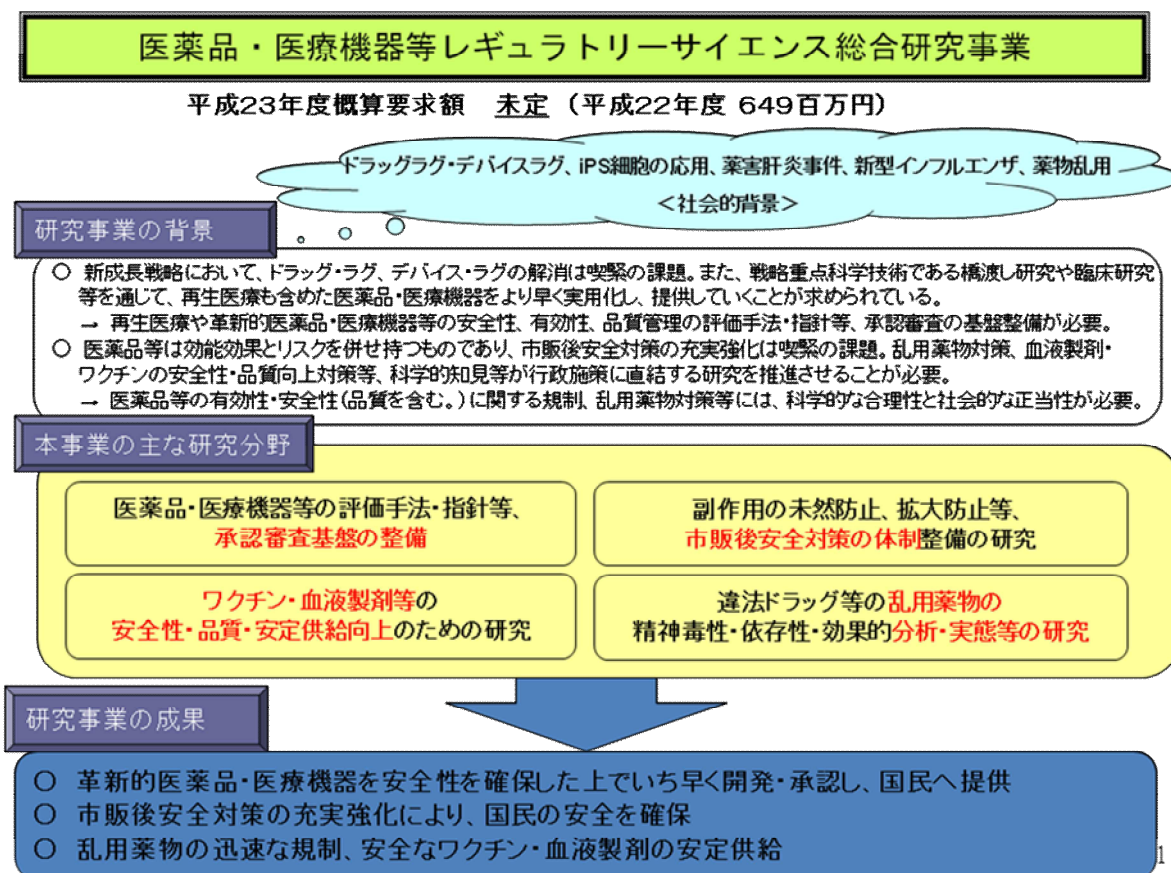 医薬品・医療機器等レギュラトリーサイエンス総合研究事業
平成23年度概算要求額　未定（平成22年度 649百万円）
ドラッグラグ・デバイスラグ、iPS細胞の応用、薬害肝炎事件、新型インフルエンザ、薬物乱用
＜社会的背景＞
研究事業の背景
○ 新成長戦略において、ドラッグ・ラグ、デバイス・ラグの解消は喫緊の課題。また、戦略重点科学技術である橋渡し研究や臨床研究
等を通じて、再生医療も含めた医薬品・医療機器をより早く実用化し、提供していくことが求められている。
→ 再生医療や革新的医薬品・医療機器等の安全性、有効性、品質管理の評価手法・指針等、承認審査の基盤整備が必要。
○ 医薬品等は効能効果とリスクを併せ持つものであり、市販後安全対策の充実強化は喫緊の課題。乱用薬物対策、血液製剤・
ワクチンの安全性・品質向上対策等、科学的知見等が行政施策に直結する研究を推進させることが必要。
→ 医薬品等の有効性・安全性（品質を含む。）に関する規制、乱用薬物対策等には、科学的な合理性と社会的な正当性が必要。
本事業の主な研究分野
医薬品・医療機器等の評価手法・指針等、
承認審査基盤の整備
副作用の未然防止、拡大防止等、
市販後安全対策の体制整備の研究
ワクチン・血液製剤等の
安全性・品質・安定供給向上のための研究
違法ドラッグ等の乱用薬物の
精神毒性・依存性・効果的分析・実態等の研究
研究事業の成果
○ 革新的医薬品・医療機器を安全性を確保した上でいち早く開発・承認し、国民へ提供
○ 市販後安全対策の充実強化により、国民の安全を確保
○ 乱用薬物の迅速な規制、安全なワクチン・血液製剤の安定供給
1